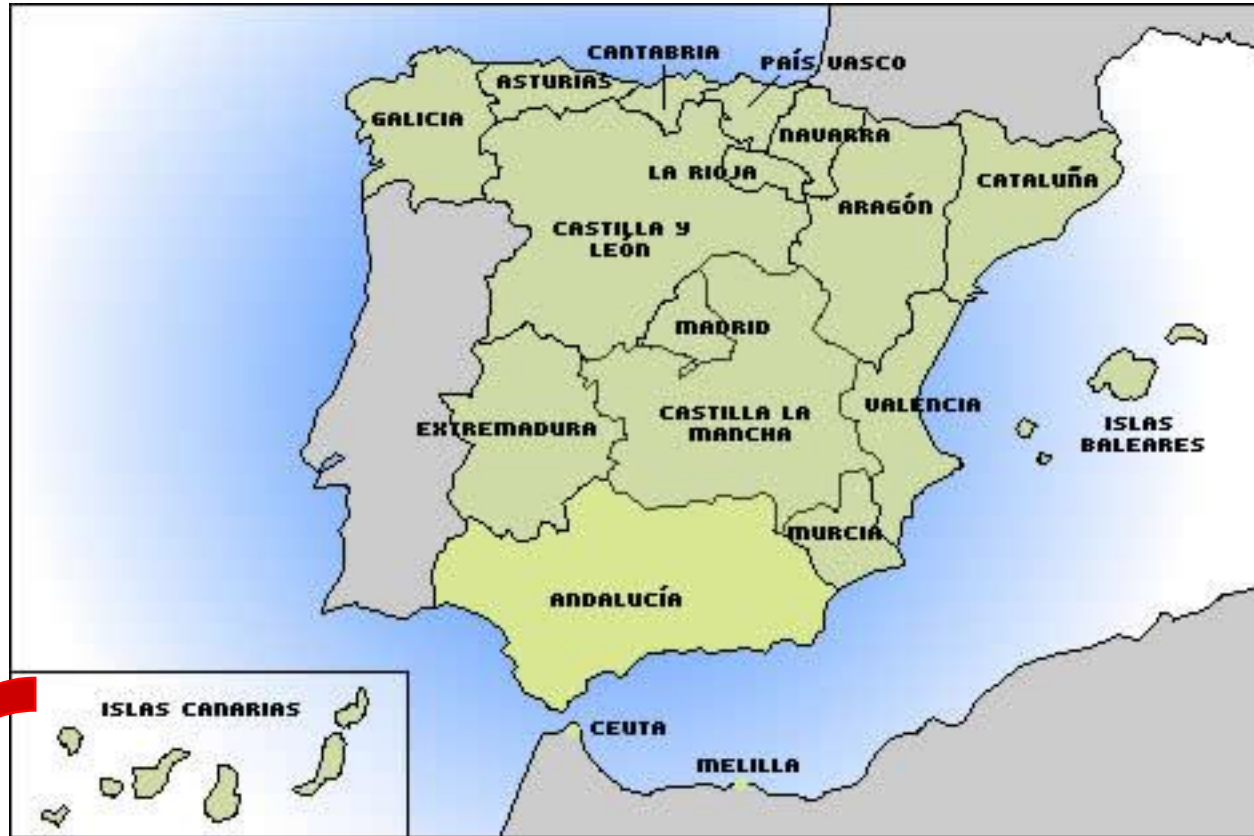 CANTABRIA
PAÍS VASCO
ASTURIAS
GALICIA
NAVARRA
LA RIOJA
CATALUÑA
ARAGÓN
CASTILLA Y
LEÓN
MADRID
VALENCIA
CASTILLA LA
MANCHA
EXTREMADURA
ISLAS
BALEARES
MURCIA
ANDALUCÍA
ISLAS CANARIAS
CEUTA
MELILLA